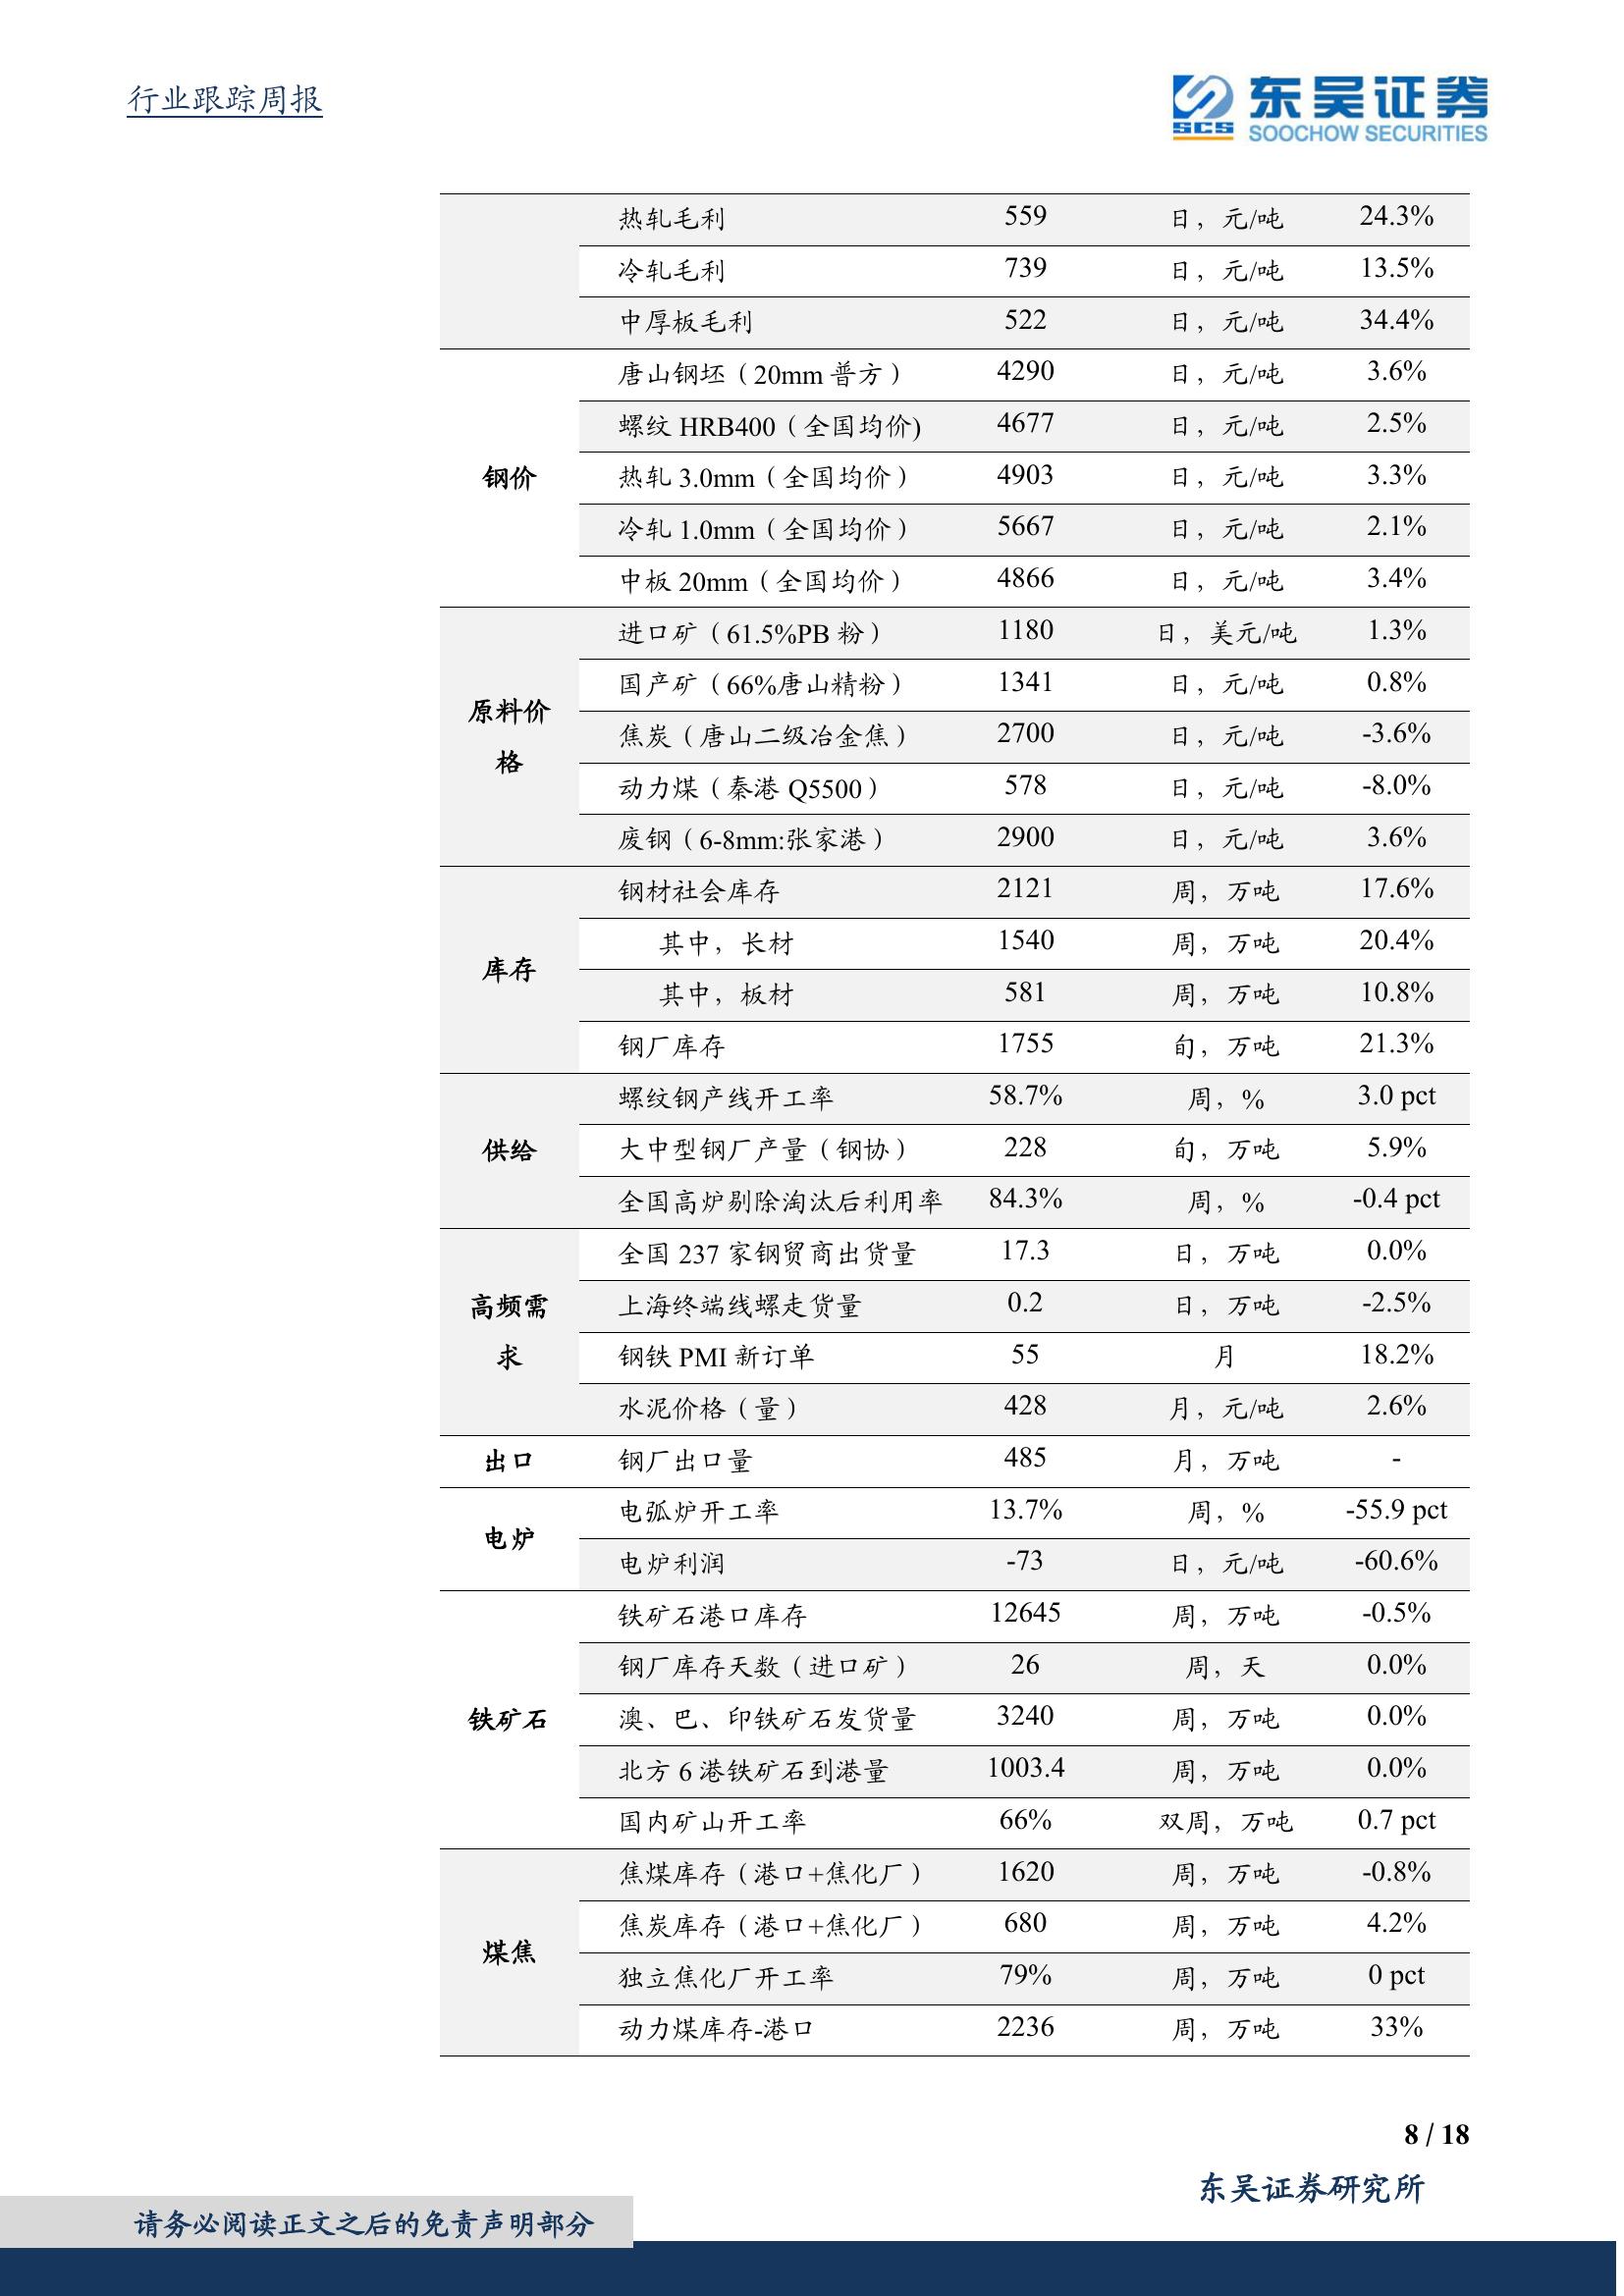 行业跟踪周报
SCS 东吴证券
SOOCHOW SECURITIES
热轧毛利 559 日，元/吨 24.3%
冷轧毛利 739 日，元/吨 13.5%
中厚板毛利 522 日，元/吨 34.4%
钢价
唐山钢坯（20mm 普方） 4290 日，元/吨 3.6%
螺纹 HRB400（全国均价) 4677 日，元/吨 2.5%
热轧 3.0mm（全国均价） 4903 日，元/吨 3.3%
冷轧 1.0mm（全国均价） 5667 日，元/吨 2.1%
中板 20mm（全国均价） 4866 日，元/吨 3.4%
原料价
格
进口矿（61.5%PB 粉） 1180 日，美元/吨 1.3%
国产矿（66%唐山精粉） 1341 日，元/吨 0.8%
焦炭（唐山二级冶金焦） 2700 日，元/吨 -3.6%
动力煤（秦港 Q5500） 578 日，元/吨 -8.0%
废钢（6-8mm:张家港） 2900 日，元/吨 3.6%
库存
钢材社会库存 2121 周，万吨 17.6%
其中，长材 1540 周，万吨 20.4%
其中，板材 581 周，万吨 10.8%
钢厂库存 1755 旬，万吨 21.3%
供给
螺纹钢产线开工率 58.7% 周，% 3.0 pct
大中型钢厂产量（钢协） 228 旬，万吨 5.9%
全国高炉剔除淘汰后利用率 84.3% 周，% -0.4 pct
高频需
求
全国 237 家钢贸商出货量 17.3 日，万吨 0.0%
上海终端线螺走货量 0.2 日，万吨 -2.5%
钢铁 PMI 新订单 55 月 18.2%
水泥价格（量） 428 月，元/吨 2.6%
出口 钢厂出口量 485 月，万吨 -
电炉
电弧炉开工率 13.7% 周，% -55.9 pct
电炉利润 -73 日，元/吨 -60.6%
铁矿石
铁矿石港口库存 12645 周，万吨 -0.5%
钢厂库存天数（进口矿） 26 周，天 0.0%
澳、巴、印铁矿石发货量 3240 周，万吨 0.0%
北方 6 港铁矿石到港量 1003.4 周，万吨 0.0%
国内矿山开工率 66% 双周，万吨 0.7 pct
煤焦
焦煤库存（港口+焦化厂） 1620 周，万吨 -0.8%
焦炭库存（港口+焦化厂） 680 周，万吨 4.2%
独立焦化厂开工率 79% 周，万吨 0 pct
动力煤库存-港口 2236 周，万吨 33%
8 / 18
东吴证券研究所
请务必阅读正文之后的免责声明部分